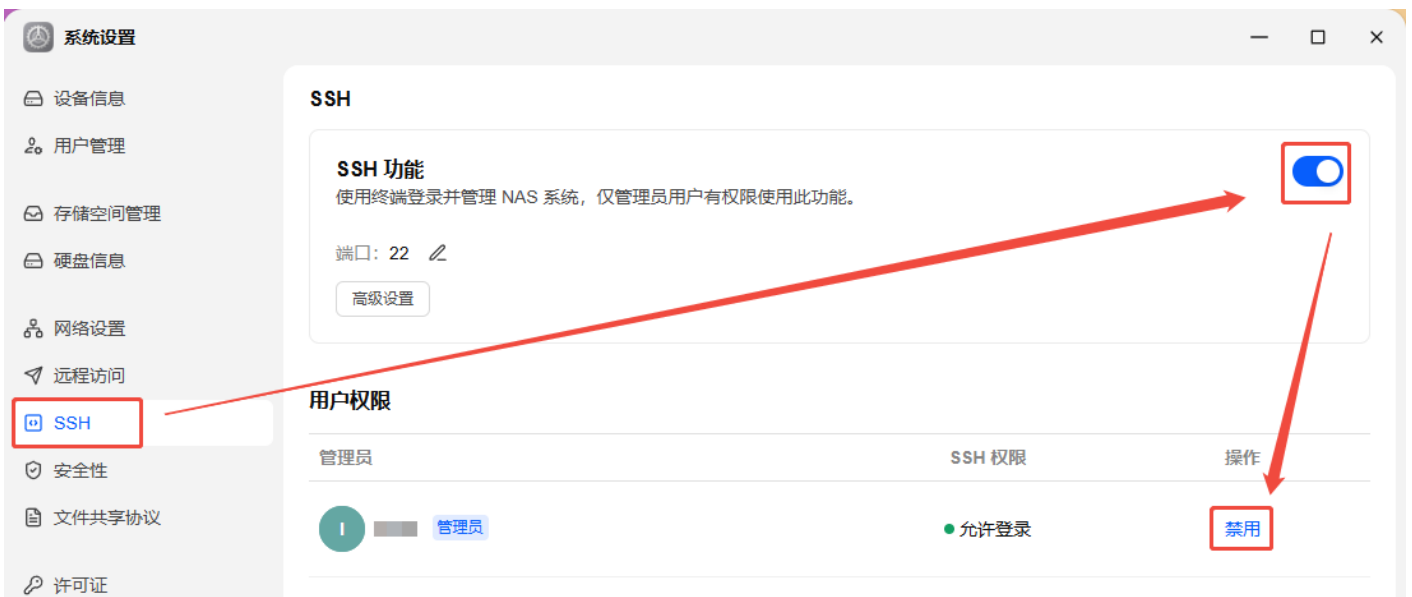 系统设置
设备信息
用户管理
存储空间管理
硬盘信息
网络设置
远程访问
SSH
安全性
文件共享协议
许可证
SSH
SSH 功能
使用终端登录并管理 NAS 系统，仅管理员用户有权限使用此功能。
端口：22
高级设置
用户权限
管理员 SSH 权限 操作
I 管理员 允许登录 禁用